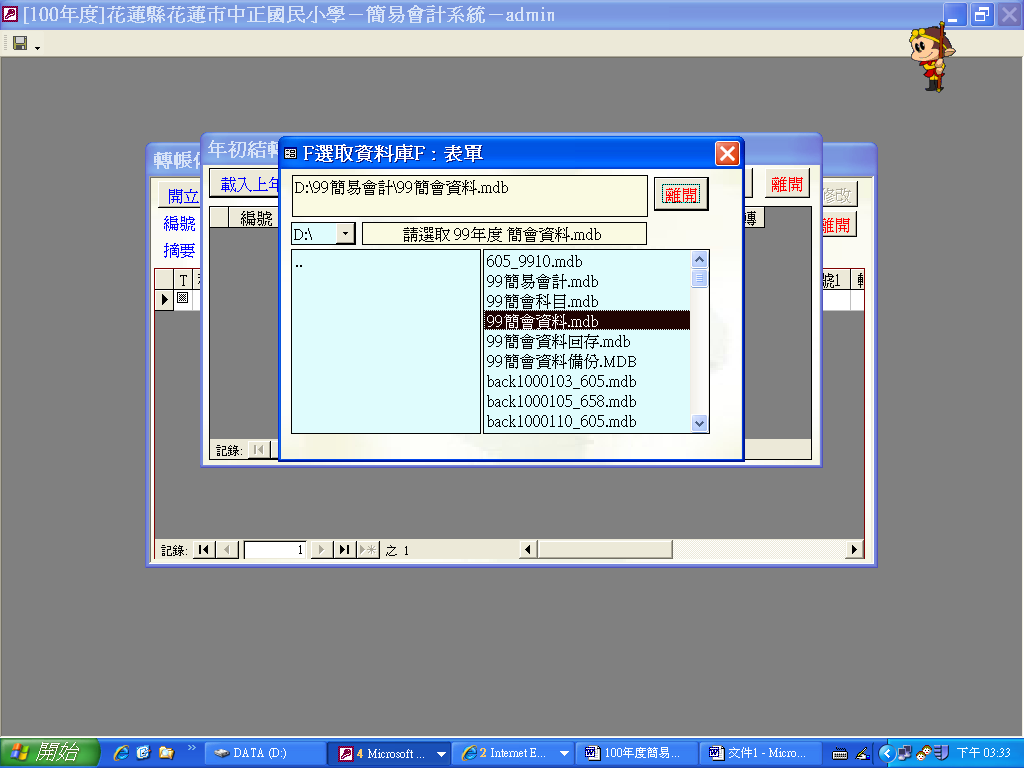 [100年度]花蓮縣花蓮市中正國民小學－簡易會計系統－admin
轉帳
年初結轉
F選取資料庫F：表單
開立
載入上年
D:\99簡易會計\99簡會資料.mdb
離開
離開
修改
編號
編號
D:\
請選取 99年度 簡會資料.mdb
轉
離開
摘要
..
605_9910.mdb
99簡易會計.mdb
99簡會科目.mdb
99簡會資料.mdb
99簡會資料回存.mdb
99簡會資料備份.MDB
back1000103_605.mdb
back1000105_658.mdb
back1000110_605.mdb
T
號1
記錄:
記錄:
1
之 1
開始
DATA (D:)
4 Microsoft ...
2 Internet E...
100年度簡易...
文件1 - Micro...
下午 03:33